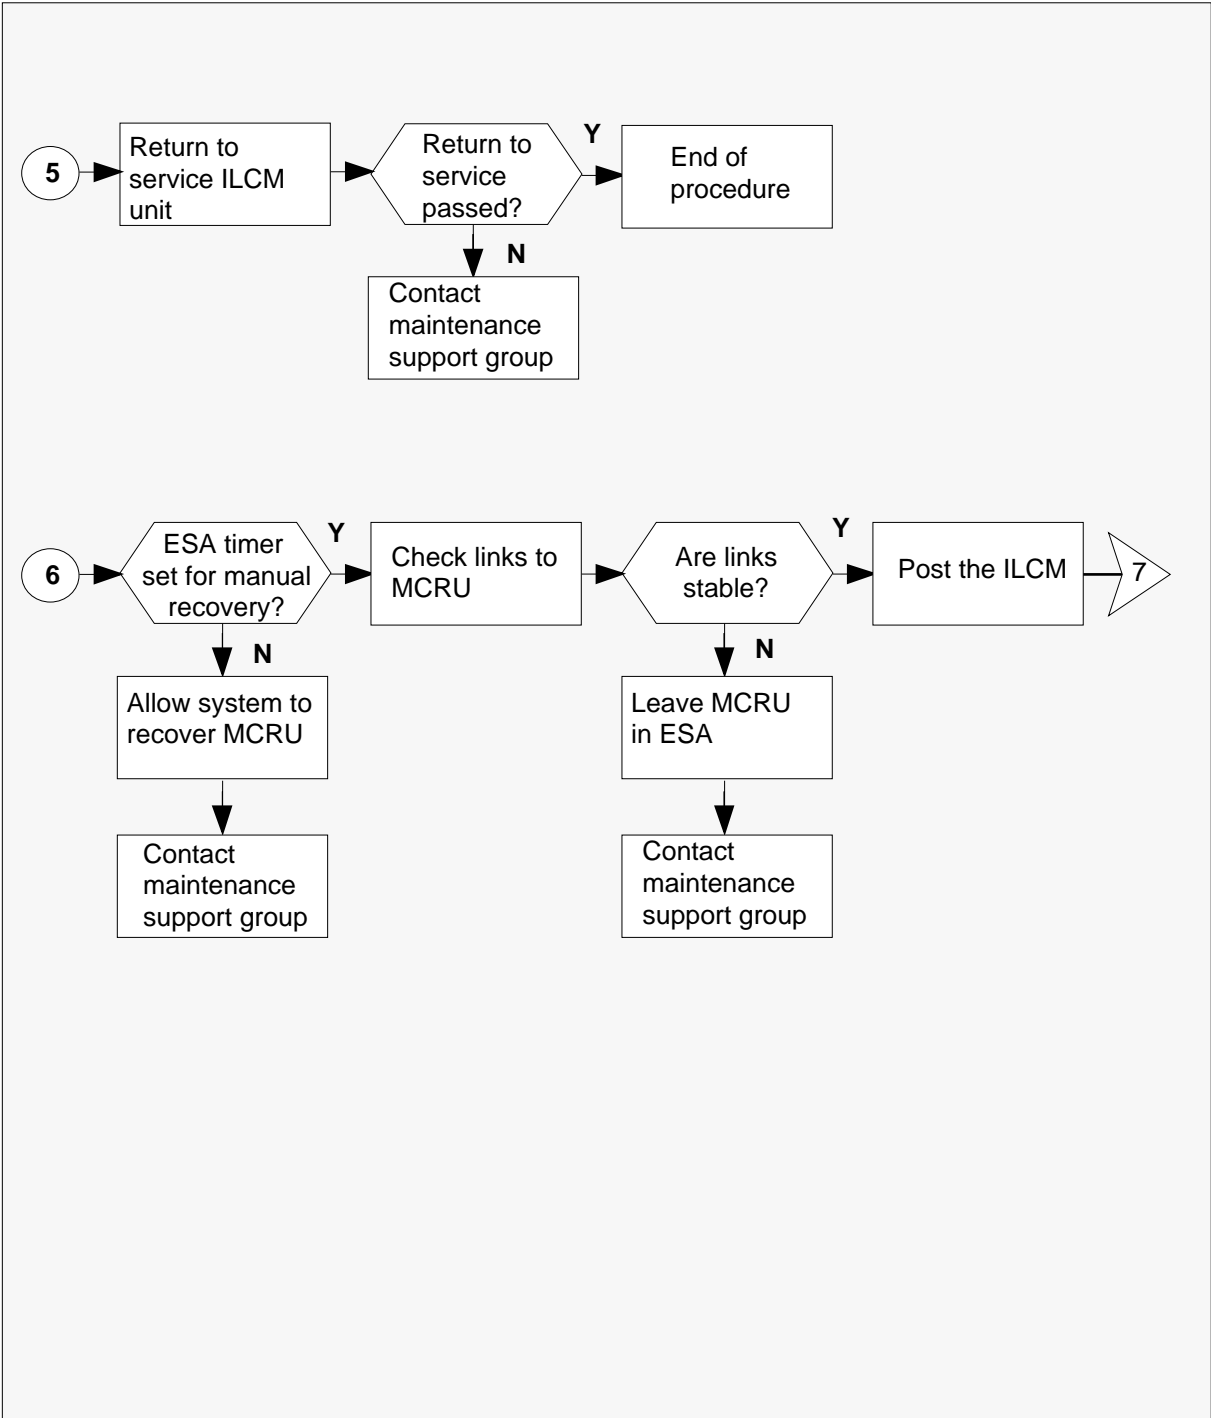 5
Return to
service ILCM
unit
Return to
service
passed?
Y
End of
procedure
N
Contact
maintenance
support group
6
ESA timer
set for manual
recovery?
Y
Check links to
MCRU
Are links
stable?
Y
Post the ILCM
7
N
Allow system to
recover MCRU
Contact
maintenance
support group
N
Leave MCRU
in ESA
Contact
maintenance
support group